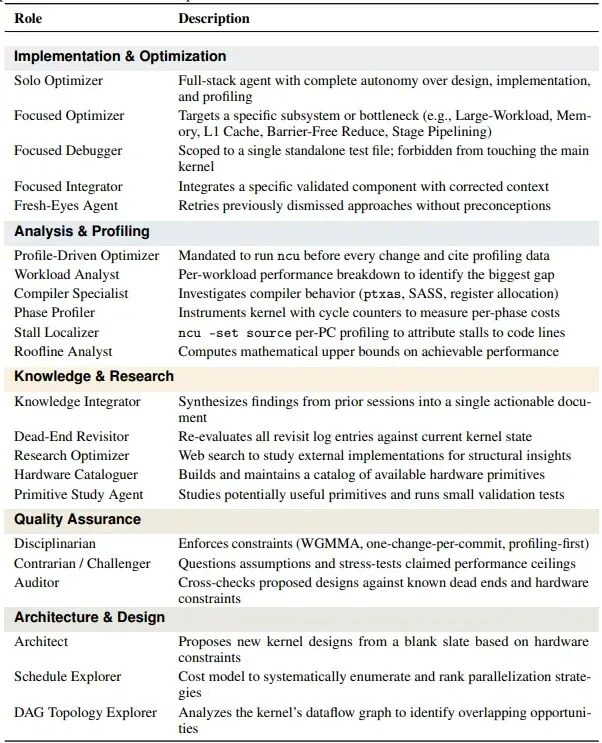 Role Description
Implementation & Optimization
Solo Optimizer Full-stack agent with complete autonomy over design, implementation,
and profiling
Focused Optimizer Targets a specific subsystem or bottleneck (e.g., Large-Workload, Mem-
ory, L1 Cache, Barrier-Free Reduce, Stage Pipelining)
Focused Debugger Scoped to a single standalone test file; forbidden from touching the main
kernel
Focused Integrator Integrates a specific validated component with corrected context
Fresh-Eyes Agent Retries previously dismissed approaches without preconceptions
Analysis & Profiling
Profile-Driven Optimizer Mandated to run ncu before every change and cite profiling data
Workload Analyst Per-workload performance breakdown to identify the biggest gap
Compiler Specialist Investigates compiler behavior (ptxas, SASS, register allocation)
Phase Profiler Instruments kernel with cycle counters to measure per-phase costs
Stall Localizer ncu -set source per-PC profiling to attribute stalls to code lines
Roofline Analyst Computes mathematical upper bounds on achievable performance
Knowledge & Research
Knowledge Integrator Synthesizes findings from prior sessions into a single actionable docu-
ment
Dead-End Revisitor Re-evaluates all revisit log entries against current kernel state
Research Optimizer Web search to study external implementations for structural insights
Hardware Cataloguer Builds and maintains a catalog of available hardware primitives
Primitive Study Agent Studies potentially useful primitives and runs small validation tests
Quality Assurance
Disciplinarian Enforces constraints (WGMMA, one-change-per-commit, profiling-first)
Contrarian / Challenger Questions assumptions and stress-tests claimed performance ceilings
Auditor Cross-checks proposed designs against known dead ends and hardware
constraints
Architecture & Design
Architect Proposes new kernel designs from a blank slate based on hardware
constraints
Schedule Explorer Cost model to systematically enumerate and rank parallelization strate-
gies
DAG Topology Explorer Analyzes the kernel's dataflow graph to identify overlapping opportuni-
ties